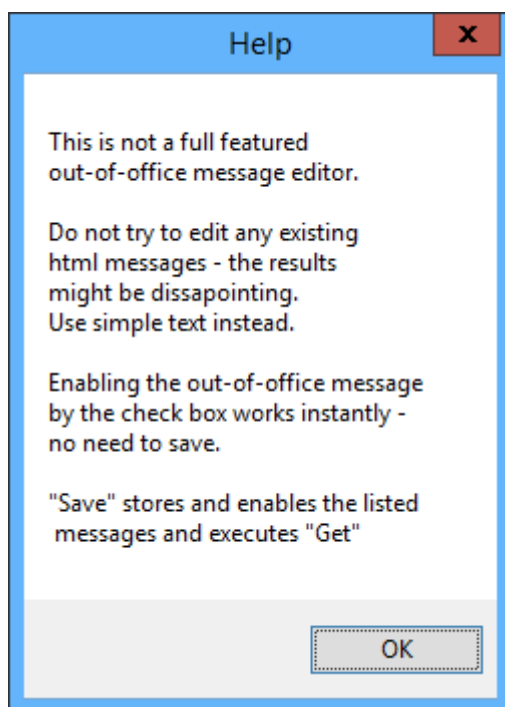 Help
x
This is not a full featured
out-of-office message editor.
Do not try to edit any existing
html messages - the results
might be dissapointing.
Use simple text instead.
Enabling the out-of-office message
by the check box works instantly -
no need to save.
"Save" stores and enables the listed
messages and executes "Get"
OK